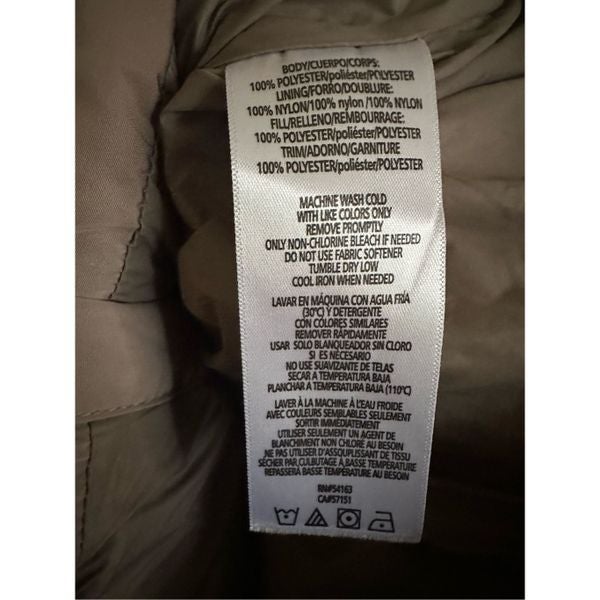 BODY/CUERPO/CORPS:
100% POLYESTER/poliéster/POLYESTER
LINING/FORRO/DOUBLURE:
100% NYLON/100% nylon /100% NYLON
FILL/RELLENO/REMBOURRAGE:
100% POLYESTER/poliéster/POLYESTER
TRIM/ADORNO/GARNITURE
100% POLYESTER/poliéster/POLYESTER
MACHINE WASH COLD
WITH LIKE COLORS ONLY
REMOVE PROMPTLY
ONLY NON-CHLORINE BLEACH IF NEEDED
DO NOT USE FABRIC SOFTENER
TUMBLE DRY LOW
COOL IRON WHEN NEEDED
LAVAR EN MÁQUINA CON AGUA FRÍA
(30°C) Y DETERGENTE
CON COLORES SIMILARES
REMOVER RÁPIDAMENTE
USAR SOLO BLANQUEADOR SIN CLORO
SI ES NECESARIO
NO USE SUAVIZANTE DE TELAS
SECAR A TEMPERATURA BAJA
PLANCHAR A TEMPERATURA BAJA (110°C)
LAVER À LA MACHINE À L'EAU FROIDE
AVEC COULEURS SEMBLABLES SEULEMENT
SORTIR IMMÉDIATEMENT
UTILISER SEULEMENT UN AGENT DE
BLANCHIMENT NON CHLORÉ AU BESOIN
NE PAS UTILISER D'ASSOUPLISSANT DE TISSU
SÉCHER PAR,CULBUTAGE À BASSE TEMPÉRATURE
REPASSERÀ BASSE TEMPÉRATURE AU BESOIN
RN#54163
CA#57151